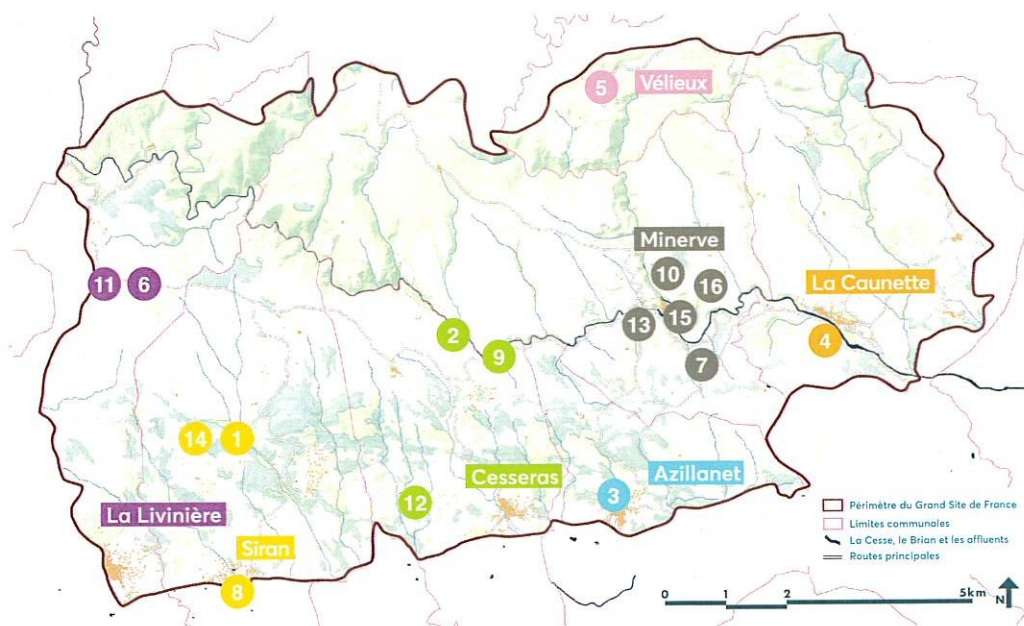 5 Vélieux
Minerve
10
16
11 6
La Caunette
15
13
2
4
9
7
14 1
Cesseras
Azillanet
3
12
La Livinière
Siran
8
Périmètre du Grand Site de France
Limites communales
La Cesse, le Brian et les affluents
Routes principales
0 1 2 5km
N